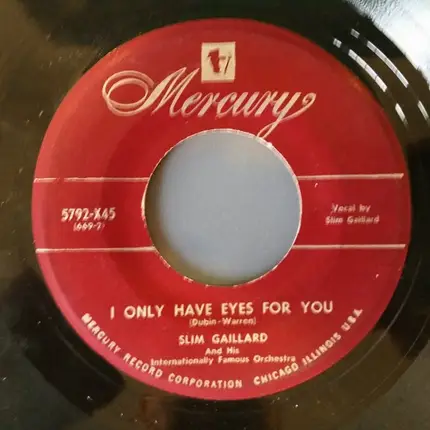 Mercury
5792-X45
(669-7)
Vocal by
Slim Gaillard
I ONLY HAVE EYES FOR YOU
(Dubin-Warren)
SLIM GAILLARD
And His
Internationally Famous Orchestra
MERCURY RECORD CORPORATION CHICAGO ILLINOIS U.S.A.